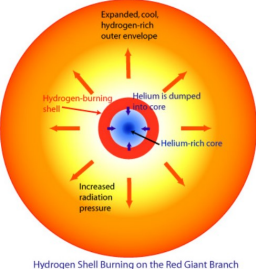 Expanded, cool,
hydrogen-rich
outer envelope
Hydrogen-burning
shell
Helium is dumped
into core
Helium-rich core
Increased
radiation
pressure
Hydrogen Shell Burning on the Red Giant Branch